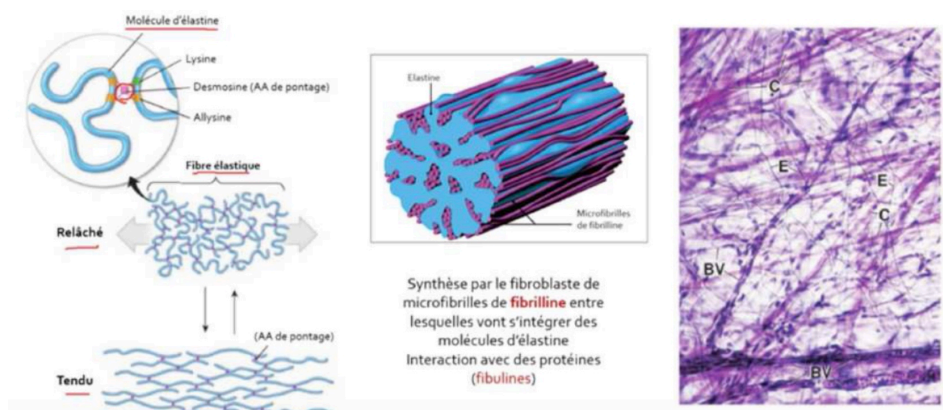 Molécule d'élastine
Lysine
Desmosine (AA de pontage)
Allysine
Fibre élastique
Relâché
(AA de pontage)
Tendu
Elastine
Microfibrilles
de fibrilline
Synthèse par le fibroblaste de
microfibrilles de fibrilline entre
lesquelles vont s'intégrer des
molécules d'élastine
Interaction avec des protéines
(fibulines)
C
E
E
C
BV
BV